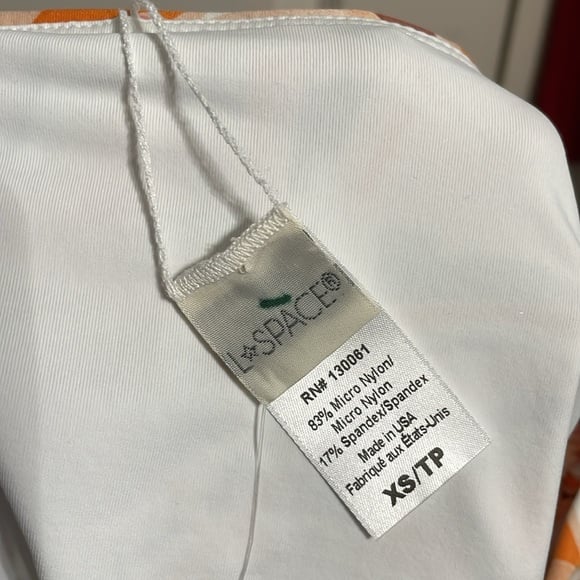 L☆SPACE®
RN# 130061
83% Micro Nylon/
Micro Nylon
17% Spandex/Spandex
Made in USA
Fabriqué aux États-Unis
XS/TP